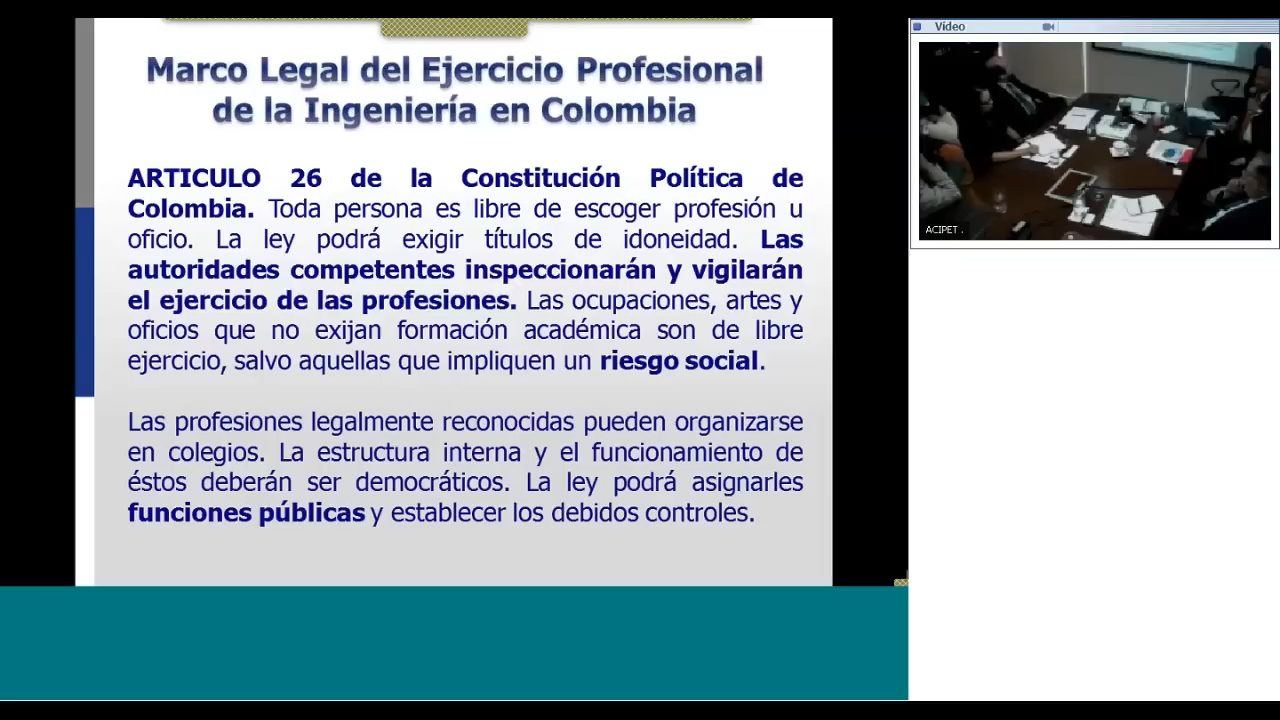 Marco Legal del Ejercicio Profesional
de la Ingeniería en Colombia
ARTICULO 26 de la Constitución Política de
Colombia. Toda persona es libre de escoger profesión u
oficio. La ley podrá exigir títulos de idoneidad. Las
autoridades competentes inspeccionarán y vigilarán
el ejercicio de las profesiones. Las ocupaciones, artes y
oficios que no exijan formación académica son de libre
ejercicio, salvo aquellas que impliquen un riesgo social.
Las profesiones legalmente reconocidas pueden organizarse
en colegios. La estructura interna y el funcionamiento de
éstos deberán ser democráticos. La ley podrá asignarles
funciones públicas y establecer los debidos controles.
Vídeo
ACIPET .